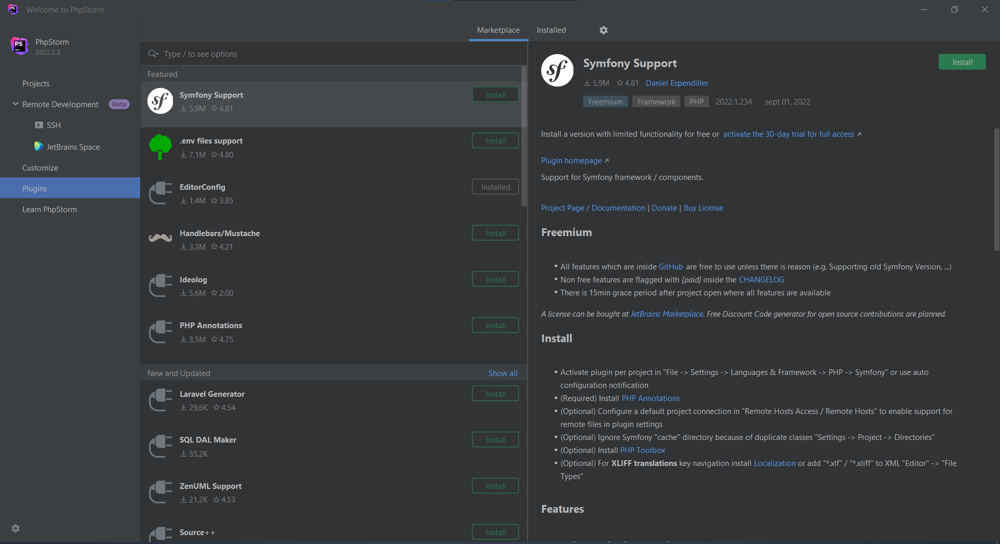 Welcome to PhpStorm
PhpStorm
2022.2.3
Projects
Remote Development Beta
SSH
JetBrains Space
Customize
Plugins
Learn PhpStorm
Marketplace Installed
Type / to see options
Featured
Symfony Support Install
5,9M 4.81
.env files support Install
7,1M 4.80
EditorConfig Installed
1,4M 3.85
Handlebars/Mustache Install
3,3M 4.21
Ideolog Install
5,6M 2.00
PHP Annotations Install
3,5M 4.75
New and Updated Show all
Laravel Generator Install
29,6K 4.54
SQL DAL Maker Install
55,2K
ZenUML Support Install
21,2K 4.53
Source++ Install
Symfony Support Install
5,9M 4.81 Daniel Espendiller
Freemium Framework PHP 2022.1.234 sept 01, 2022
Install a version with limited functionality for free or activate the 30-day trial for full access
Plugin homepage
Support for Symfony framework / components.
Project Page / Documentation | Donate | Buy License
Freemium
• All features which are inside GitHub are free to use unless there is reason (e.g. Supporting old Symfony Version, ...)
• Non free features are flagged with [paid] inside the CHANGELOG
• There is 15min grace period after project open where all features are available
A license can be bought at JetBrains Marketplace. Free Discount Code generator for open source contributions are planned.
Install
• Activate plugin per project in "File -> Settings -> Languages & Framework -> PHP -> Symfony" or use auto
configuration notification
• (Required) Install PHP Annotations
• (Optional) Configure a default project connection in "Remote Hosts Access / Remote Hosts" to enable support for
remote files in plugin settings
• (Optional) Ignore Symfony "cache" directory because of duplicate classes "Settings -> Project -> Directories"
• (Optional) Install PHP Toolbox
• (Optional) For XLIFF translations key navigation install Localization or add "*.xlf" / "*.xliff" to XML "Editor" -> "File
Types"
Features